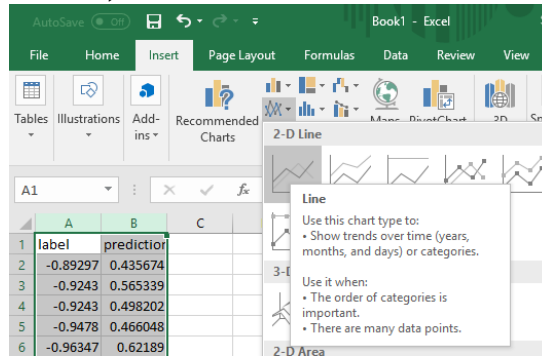 AutoSave Off Book1 - Excel
File Home Insert Page Layout Formulas Data Review View
Tables Illustrations Add-ins Recommended Charts Maps PivotChart 3D
2-D Line
A1 fx
Line
Use this chart type to:
• Show trends over time (years, months, and days) or categories.
Use it when:
• The order of categories is important.
• There are many data points.
3-D
2-D Area
A B C
1 label prediction
2 -0.89297 0.435674
3 -0.9243 0.565339
4 -0.9243 0.498202
5 -0.9478 0.466048
6 -0.96347 0.62189